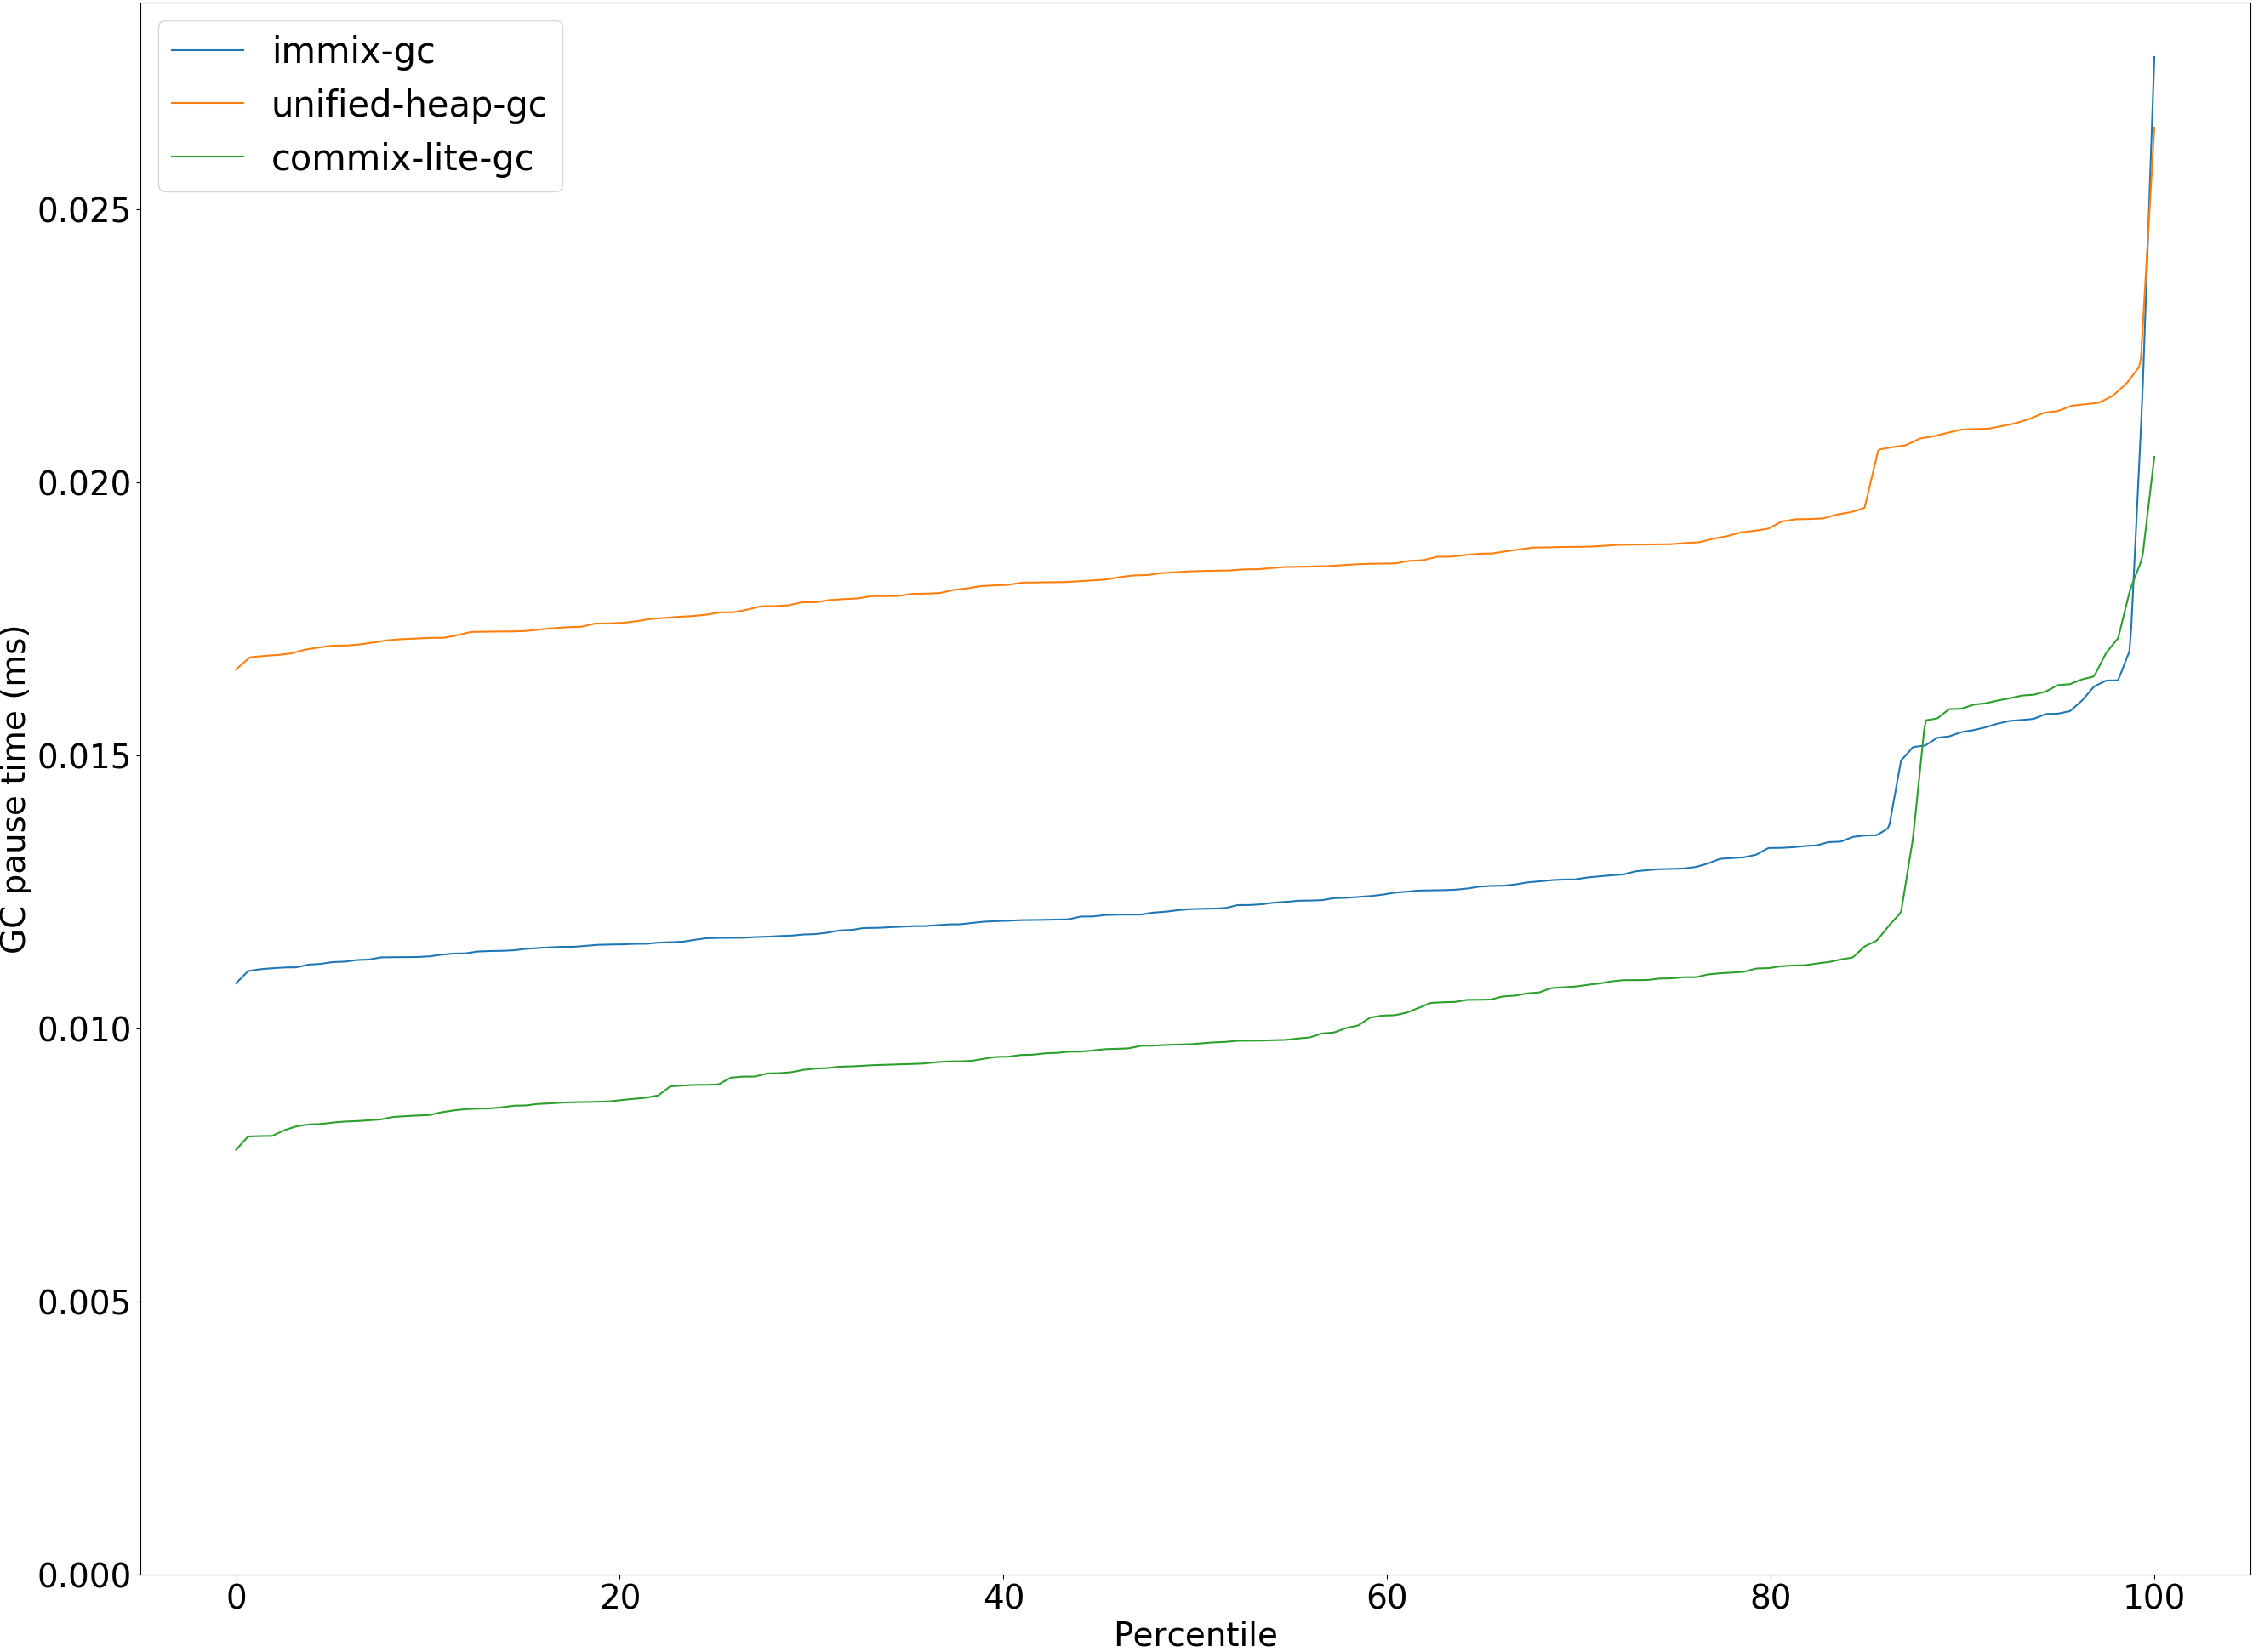 immix-gc
unified-heap-gc
commix-lite-gc
GC pause time (ms)
0.025
0.020
0.015
0.010
0.005
0.000
0 20 40 60 80 100
Percentile